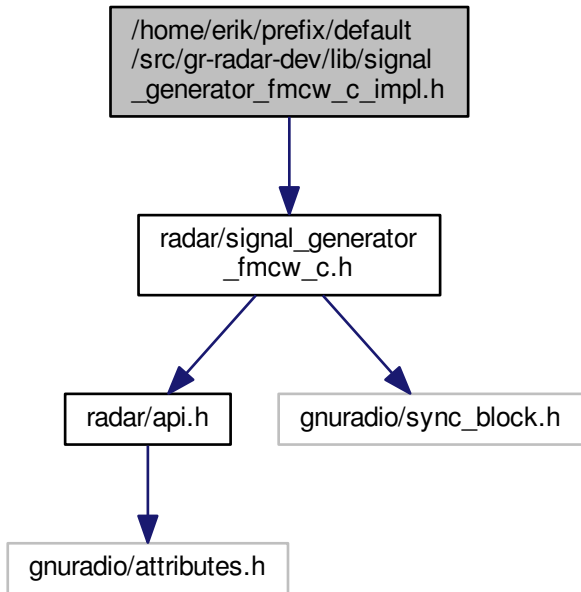 /home/erik/prefix/default
/src/gr-radar-dev/lib/signal
_generator_fmcw_c_impl.h
radar/signal_generator
_fmcw_c.h
radar/api.h
gnuradio/sync_block.h
gnuradio/attributes.h